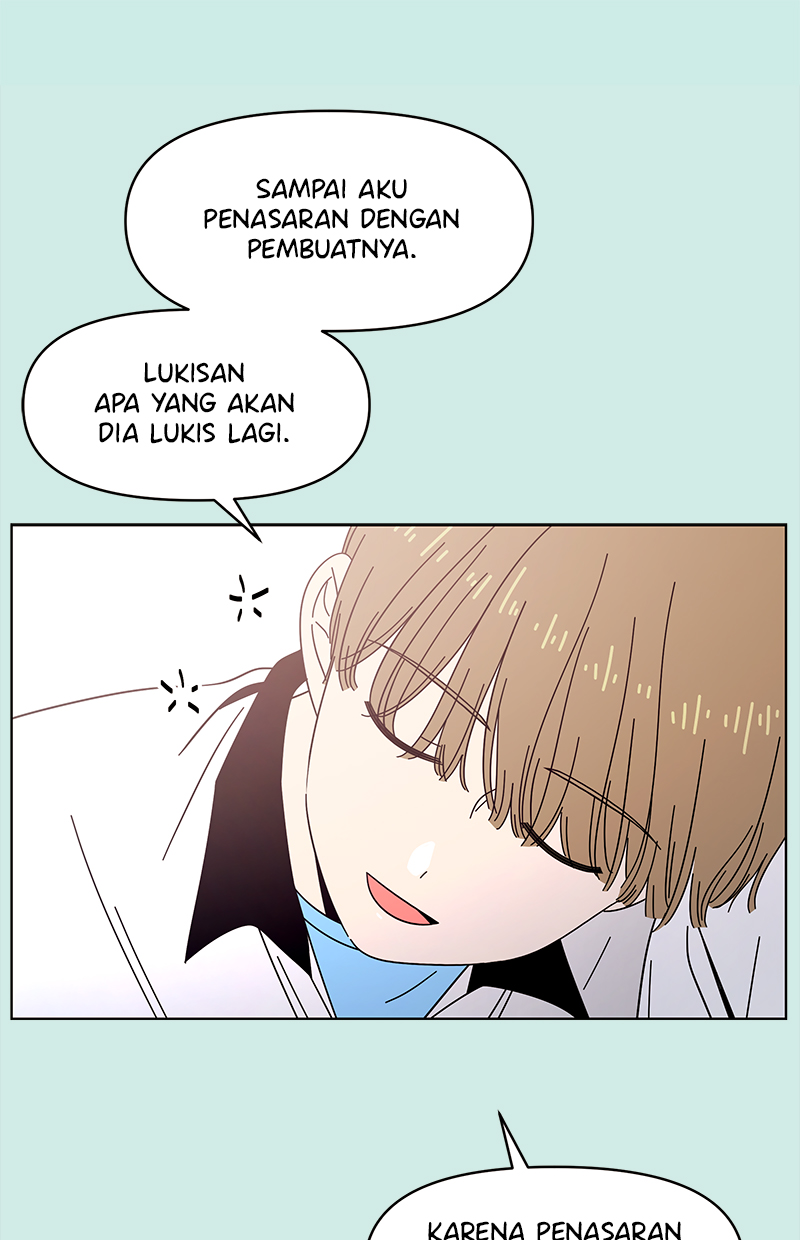 SAMPAI AKU
PENASARAN DENGAN
PEMBUATNYA.
LUKISAN
APA YANG AKAN
DIA LUKIS LAGI.
KARENA PENASARAN